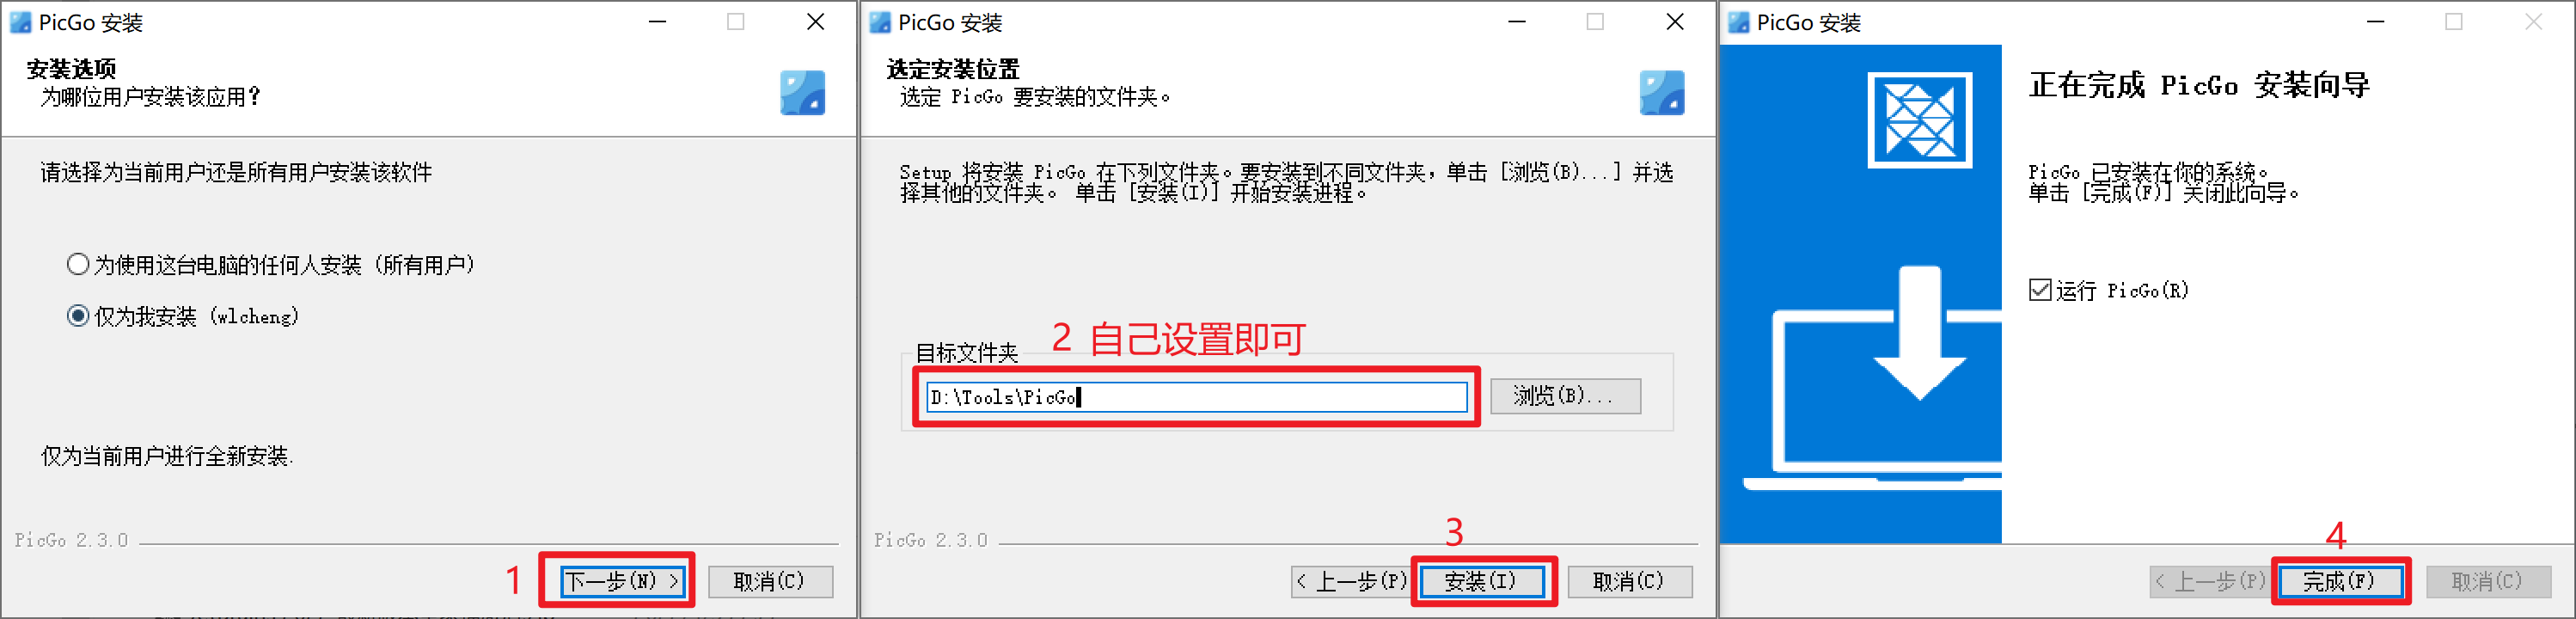 PicGo 安装
安装选项
为哪位用户安装该应用？
请选择为当前用户还是所有用户安装该软件
为使用这台电脑的任何人安装 (所有用户)
仅为我安装 (wlcheng)
仅为当前用户进行全新安装.
PicGo 2.3.0
1
下一步(N) >
取消(C)
PicGo 安装
选定安装位置
选定 PicGo 要安装的文件夹。
Setup 将安装 PicGo 在下列文件夹。要安装到不同文件夹，单击 [浏览(B)...] 并选
择其他的文件夹。 单击 [安装(I)] 开始安装进程。
2 自己设置即可
目标文件夹
D:\Tools\PicGo
浏览(B)...
PicGo 2.3.0
3
< 上一步(P)
安装(I)
取消(C)
PicGo 安装
正在完成 PicGo 安装向导
PicGo 已安装在你的系统。
单击 [完成(F)] 关闭此向导。
运行 PicGo(R)
4
< 上一步(P)
完成(F)
取消(C)